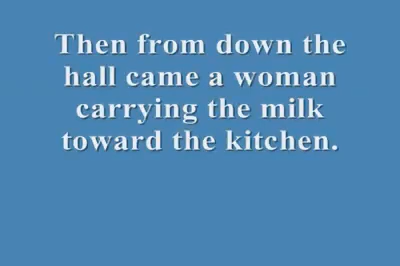 Then from down the
hall came a woman
carrying the milk
toward the kitchen.